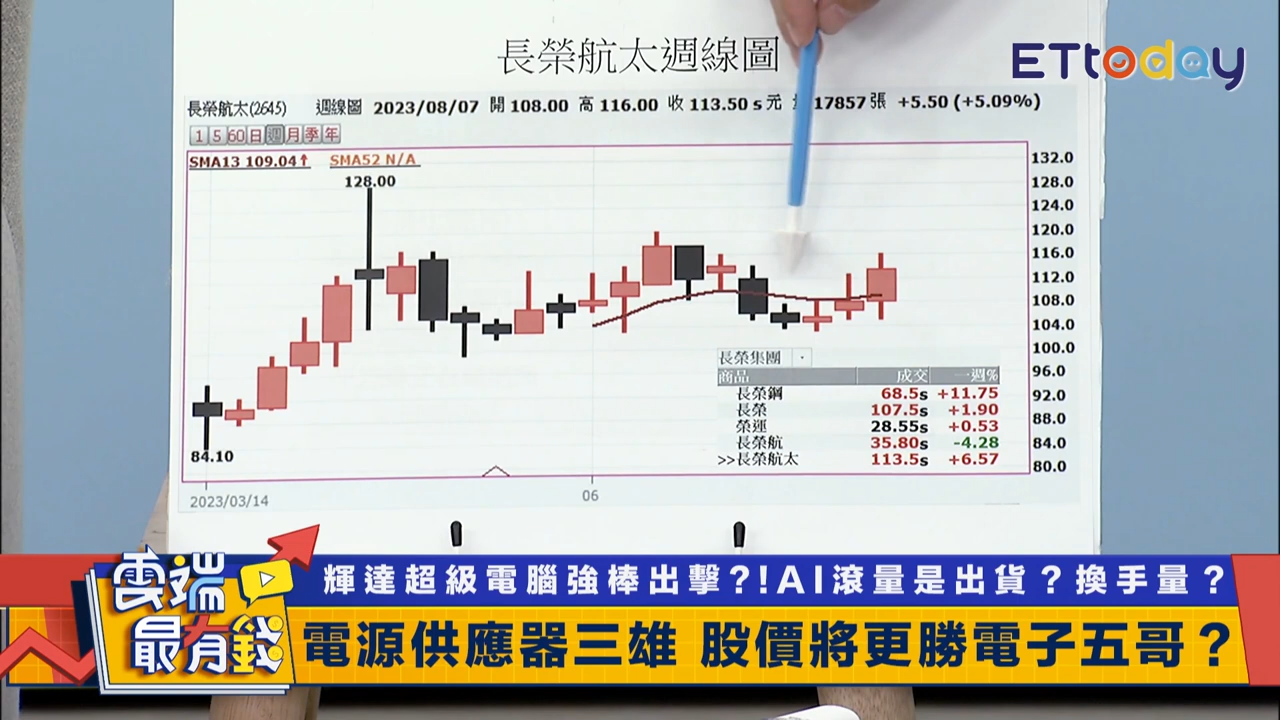 長榮航太週線圖
ETtoday
長榮航太(2645) 週線圖 2023/08/07 開 108.00 高 116.00 收 113.50 s 元 17857 張 +5.50 (+5.09%)
1 5 60 日 週 月 季 年
SMA13 109.04↑ SMA52 N/A
128.00
132.0
128.0
124.0
120.0
116.0
112.0
108.0
104.0
100.0
96.0
92.0
88.0
84.0
80.0
84.10
長榮集團
商品 成交 一週%
長榮鋼 68.5s +11.75
長榮 107.5s +1.90
榮運 28.55s +0.53
長榮航 35.80s -4.28
>>長榮航太 113.5s +6.57
2023/03/14
06
雲端最有錢
輝達超級電腦強棒出擊?!AI滾量是出貨?換手量?
電源供應器三雄 股價將更勝電子五哥?